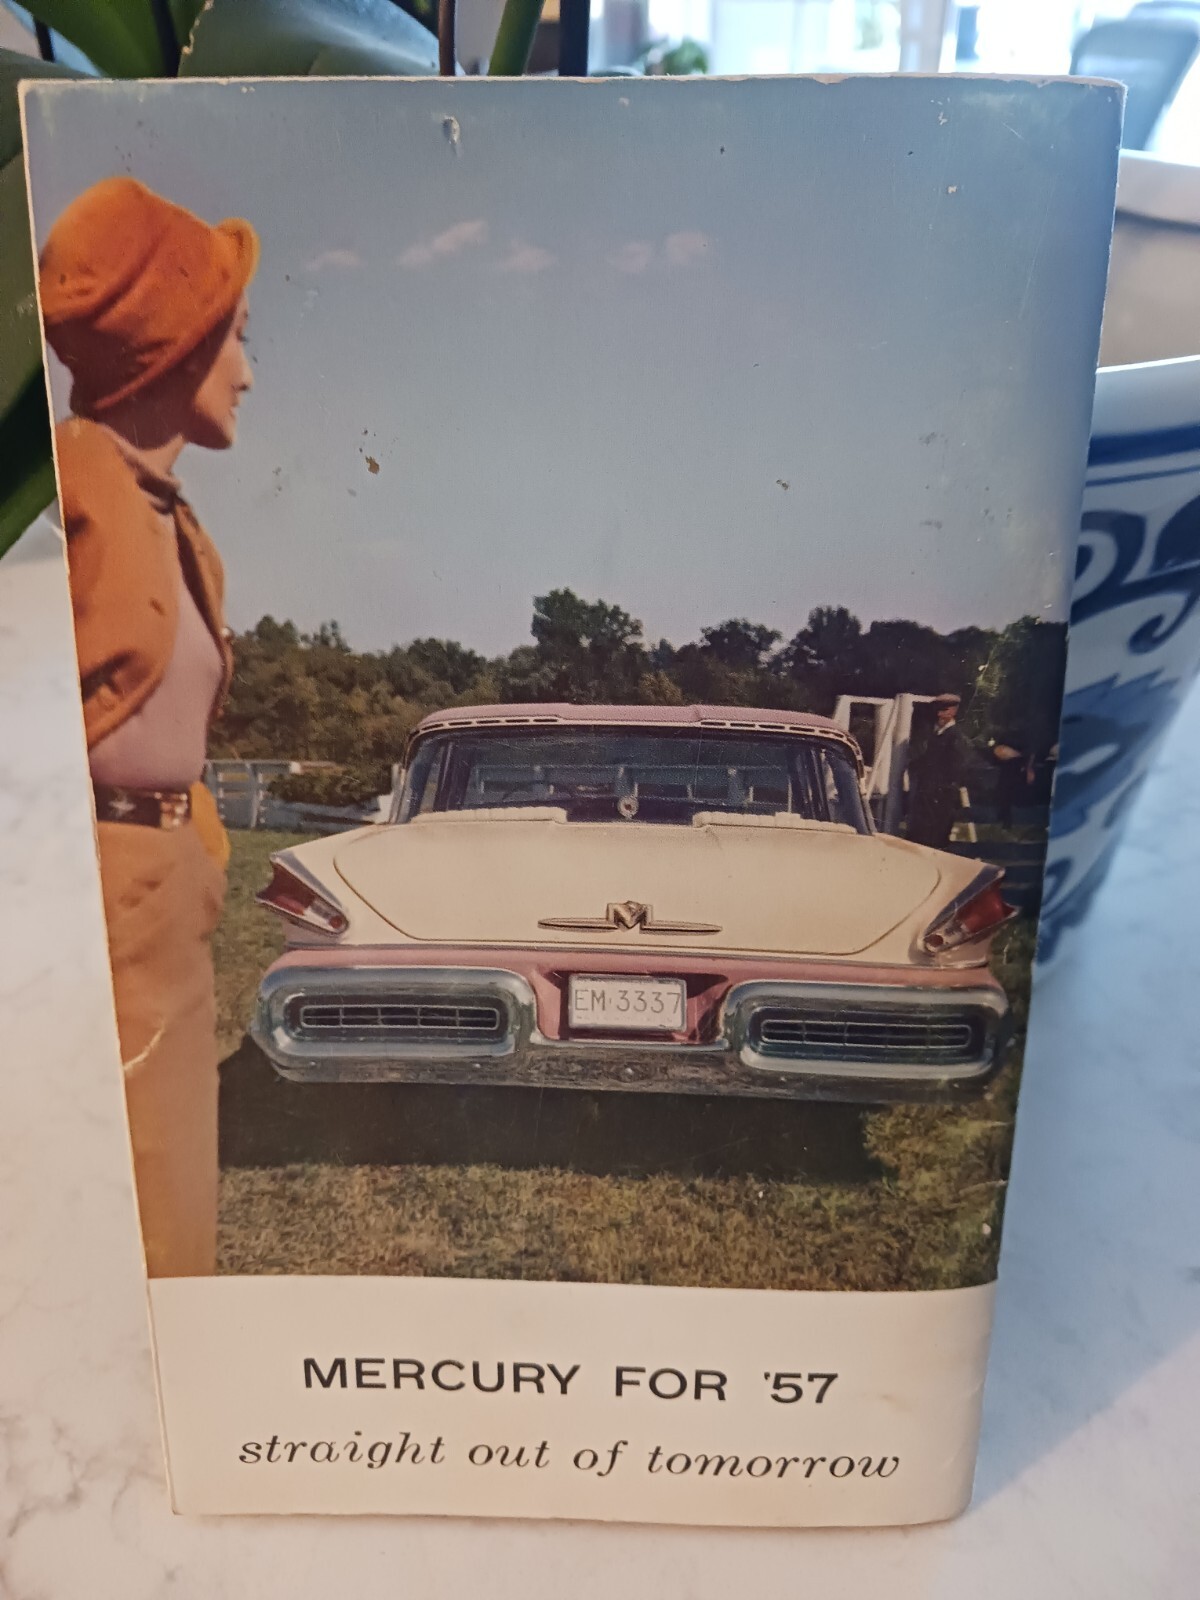 M
EM·3337
MERCURY FOR '57
straight out of tomorrow